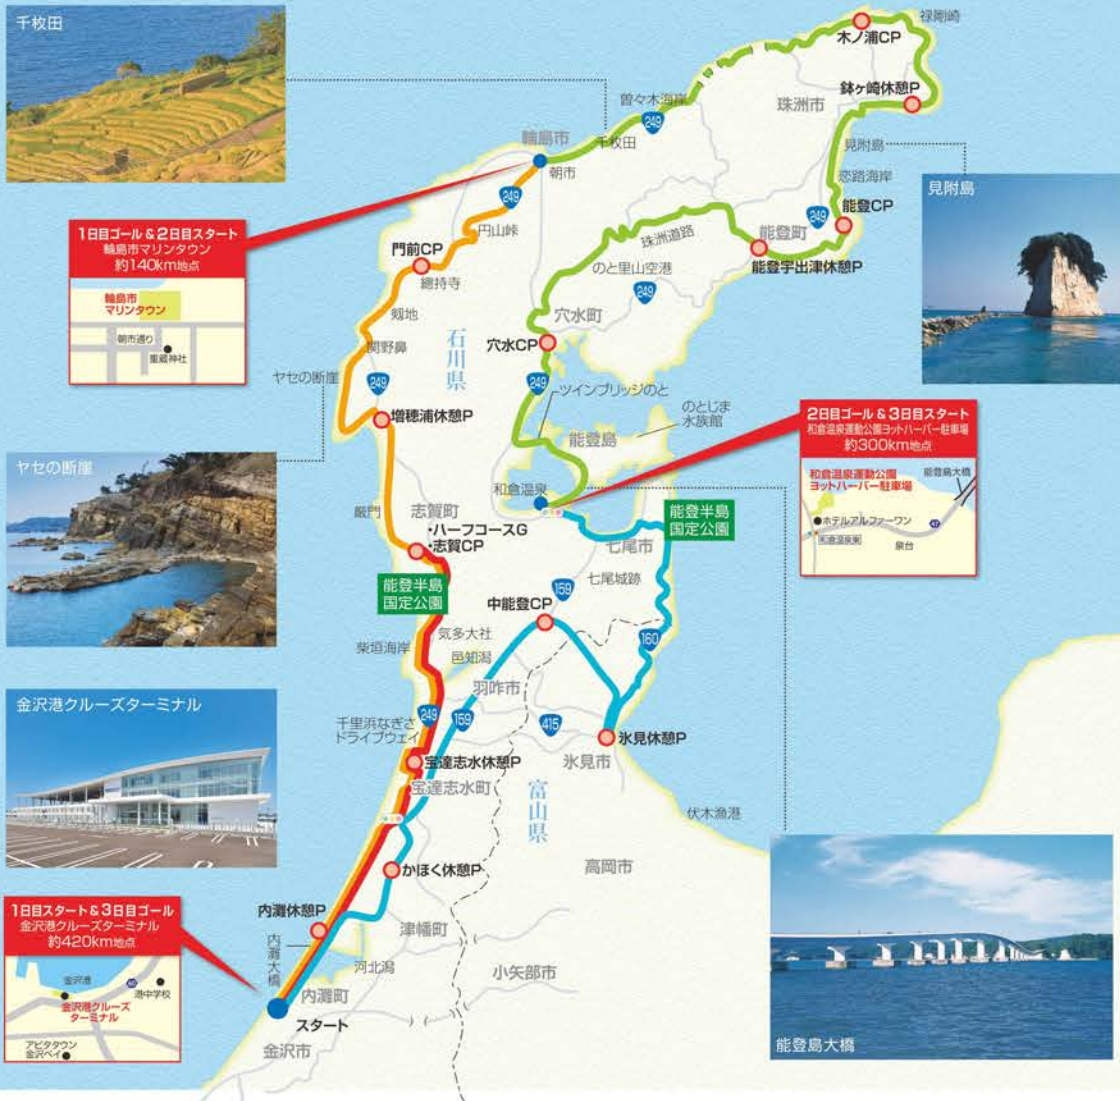 千枚田
禄剛崎
木ノ浦CP
鉢ヶ崎休憩P
珠洲市
曽々木海岸
249
千枚田
輪島市
朝市
見附島
恋路海岸
見附島
249
能登CP
249
能登町
能登宇出津休憩P
珠洲道路
のと里山空港
249
円山峠
門前CP
總持寺
1日目ゴール&2日目スタート
輪島市マリンタウン
約140km地点
輪島市
マリンタウン
朝市通り
重蔵神社
剱地
関野鼻
石川県
穴水町
穴水CP
249
249
ヤセの断崖
増穂浦休憩P
ツインブリッジのと
のとじま
水族館
能登島
2日目ゴール&3日目スタート
和倉温泉運動公園ヨットハーバー駐車場
約300km地点
和倉温泉運動公園
ヨットハーバー駐車場
能登島大橋
ホテルアルファーワン
47
和倉温泉東
泉台
ヤセの断崖
和倉温泉
巌門
志賀町
・ハーフコースG
・志賀CP
能登半島
国定公園
七尾市
七尾城跡
能登半島
国定公園
159
中能登CP
160
気多大社
柴垣海岸
邑知潟
羽咋市
金沢港クルーズターミナル
249
159
415
千里浜なぎさ
ドライブウェイ
氷見休憩P
宝達志水休憩P
氷見市
宝達志水町
富山県
伏木漁港
高岡市
かほく休憩P
1日目スタート&3日目ゴール
金沢港クルーズターミナル
約420km地点
金沢港
60
港中学校
金沢港クルーズ
ターミナル
アピタタウン
金沢ベイ
内灘休憩P
津幡町
内灘大橋
河北潟
小矢部市
内灘町
スタート
金沢市
能登島大橋